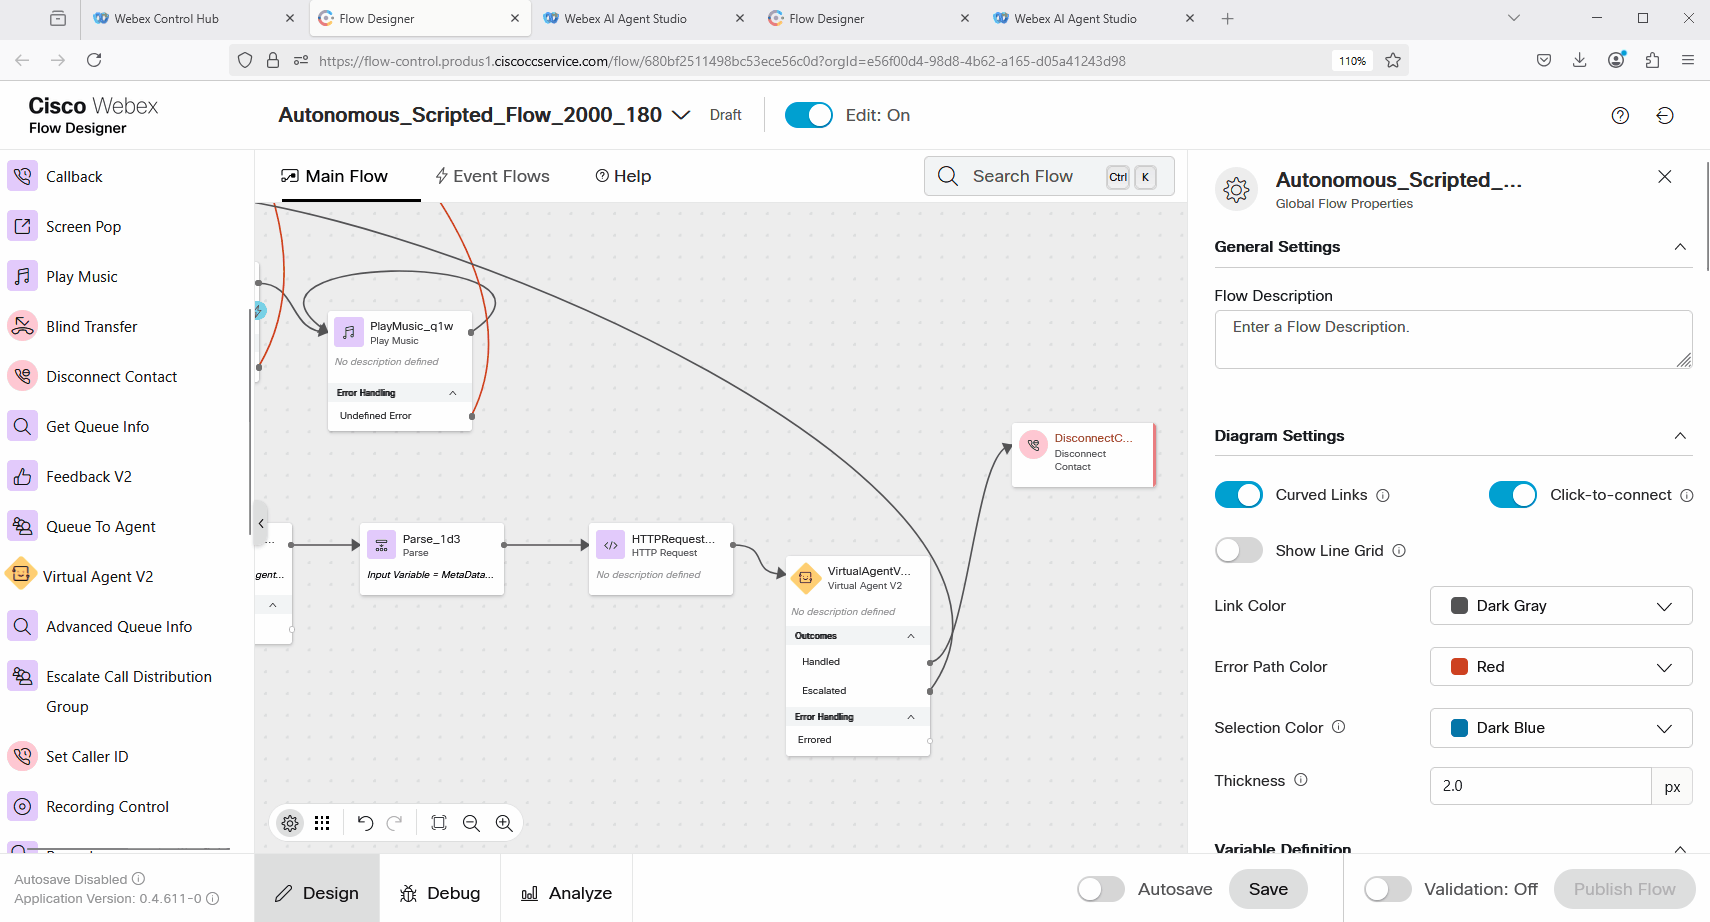 Webex Control Hub
Flow Designer
Webex AI Agent Studio
Flow Designer
Webex AI Agent Studio
https://flow-control.produs1.ciscoccservice.com/flow/680bf2511498bc53ece56c0d?orgId=e56f00d4-98d8-4b62-a165-d05a41243d98
110%
Cisco Webex
Flow Designer
Autonomous_Scripted_Flow_2000_180
Draft
Edit: On
Callback
Screen Pop
Play Music
Blind Transfer
Disconnect Contact
Get Queue Info
Feedback V2
Queue To Agent
Virtual Agent V2
Advanced Queue Info
Escalate Call Distribution
Group
Set Caller ID
Recording Control
Autosave Disabled
Application Version: 0.4.611-0
Main Flow
Event Flows
Help
Search Flow
Ctrl
K
PlayMusic_q1w
Play Music
No description defined
Error Handling
Undefined Error
...
gent...
Parse_1d3
Parse
Input Variable = MetaData...
HTTPRequest...
HTTP Request
No description defined
VirtualAgentV...
Virtual Agent V2
No description defined
Outcomes
Handled
Escalated
Error Handling
Errored
DisconnectC...
Disconnect
Contact
Autonomous_Scripted_...
Global Flow Properties
General Settings
Flow Description
Enter a Flow Description.
Diagram Settings
Curved Links
Click-to-connect
Show Line Grid
Link Color
Dark Gray
Error Path Color
Red
Selection Color
Dark Blue
Thickness
2.0
px
Variable Definition
Design
Debug
Analyze
Autosave
Save
Validation: Off
Publish Flow